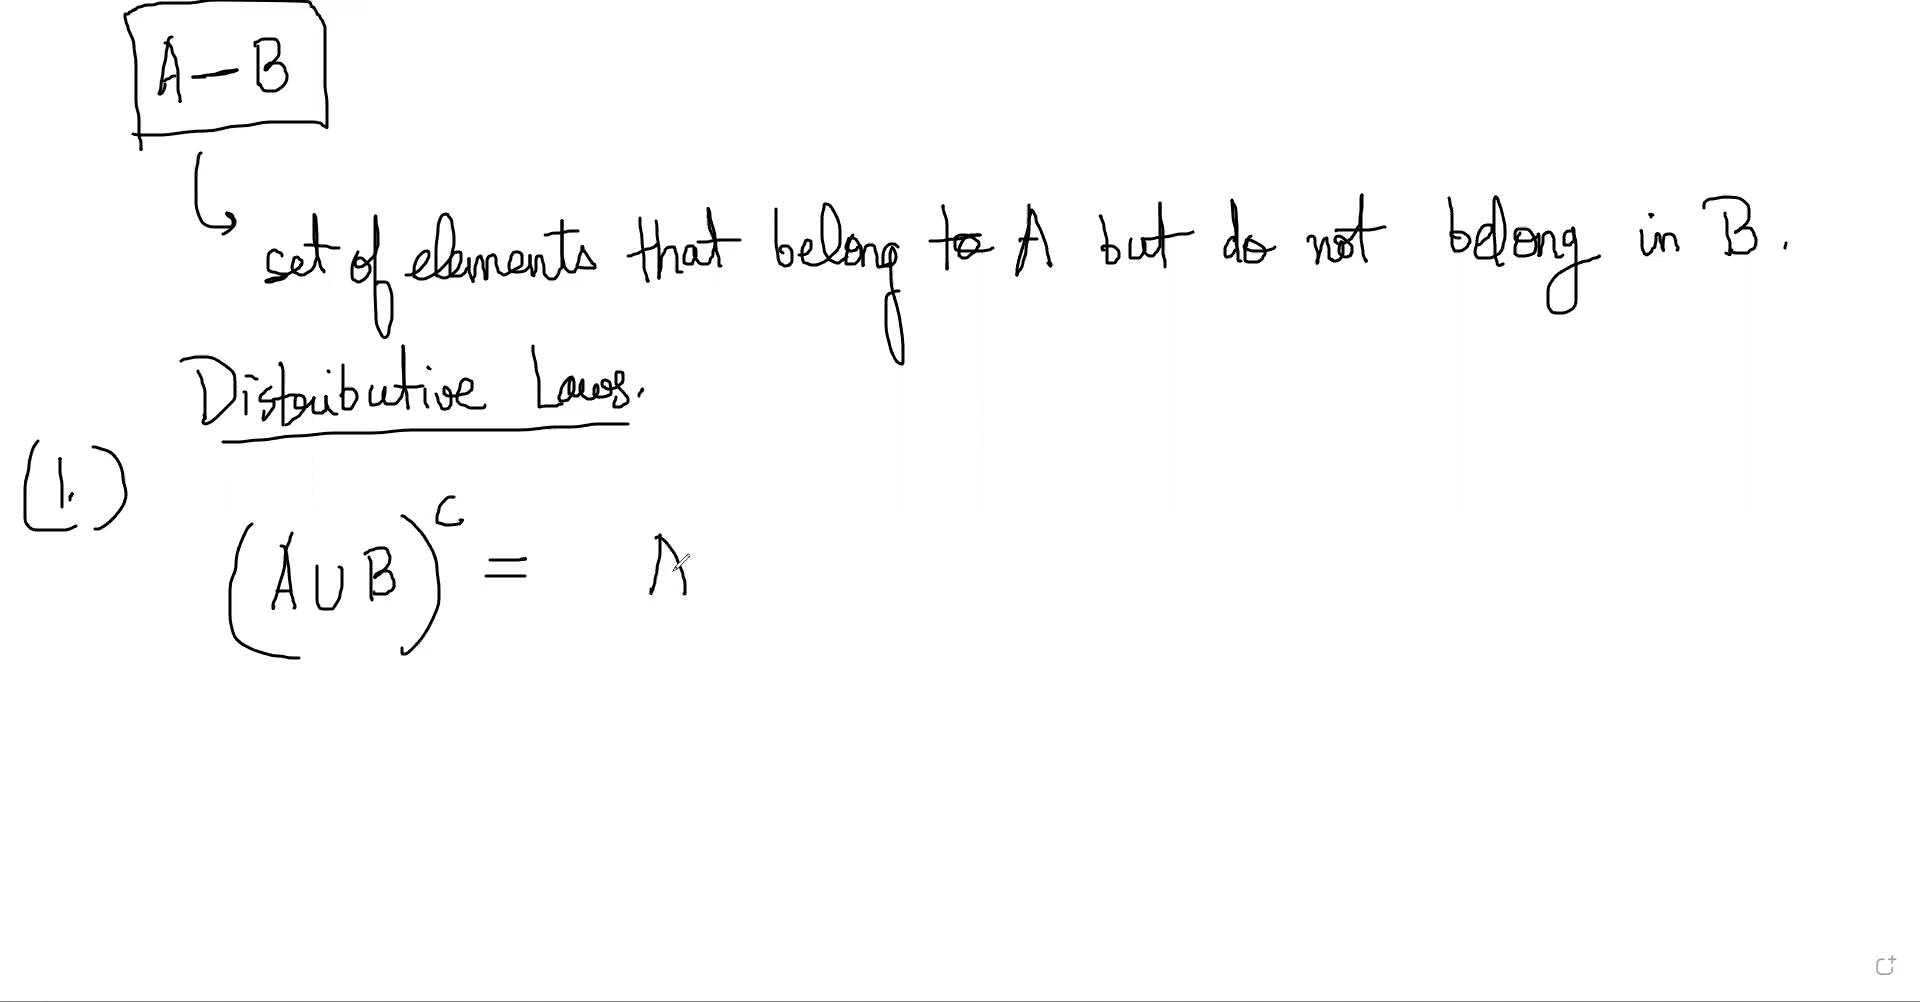 A – B
set of elements that belong to A but do not belong in B.
Distributive Laws.
(1.)
(A∪B)ᶜ = A